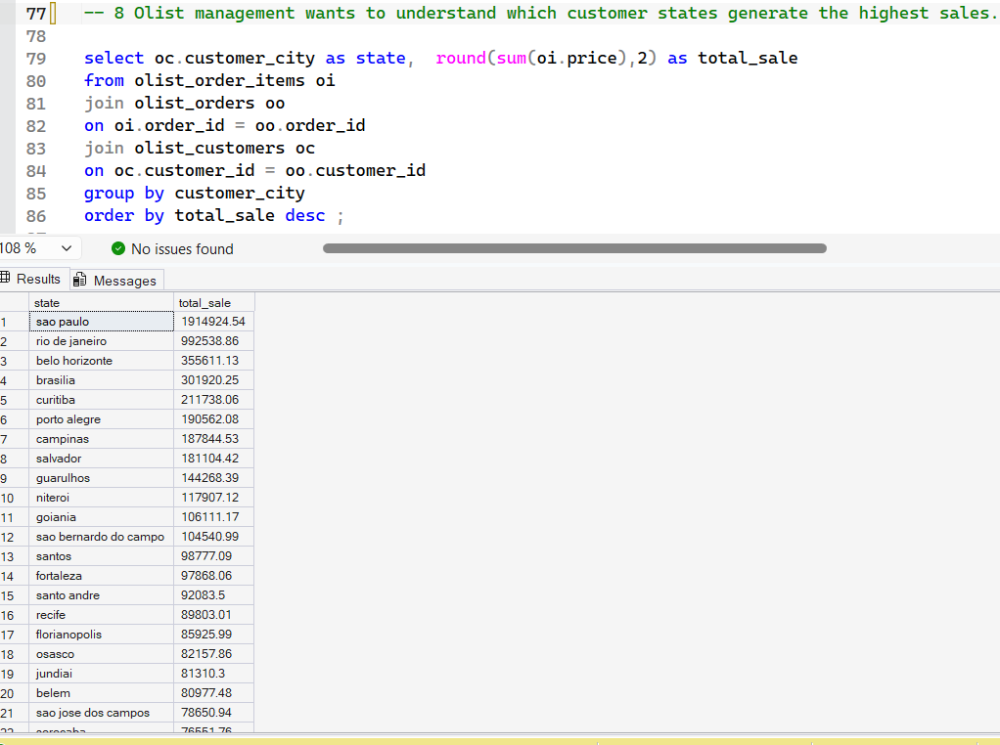 77 -- 8 Olist management wants to understand which customer states generate the highest sales.
78
79 select oc.customer_city as state,  round(sum(oi.price),2) as total_sale
80 from olist_order_items oi
81 join olist_orders oo
82 on oi.order_id = oo.order_id
83 join olist_customers oc
84 on oc.customer_id = oo.customer_id
85 group by customer_city
86 order by total_sale desc ;
108 % No issues found
Results Messages
state total_sale
1 sao paulo 1914924.54
2 rio de janeiro 992538.86
3 belo horizonte 355611.13
4 brasilia 301920.25
5 curitiba 211738.06
6 porto alegre 190562.08
7 campinas 187844.53
8 salvador 181104.42
9 guarulhos 144268.39
10 niteroi 117907.12
11 goiania 106111.17
12 sao bernardo do campo 104540.99
13 santos 98777.09
14 fortaleza 97868.06
15 santo andre 92083.5
16 recife 89803.01
17 florianopolis 85925.99
18 osasco 82157.86
19 jundiai 81310.3
20 belem 80977.48
21 sao jose dos campos 78650.94
22 sorocaba 76551.76